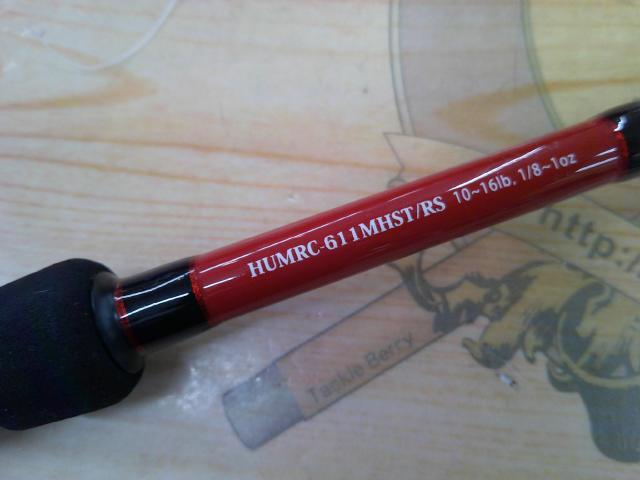 HUMRC-611MHST/RS 10~16lb, 1/8~1oz
http:
Tackle Berry